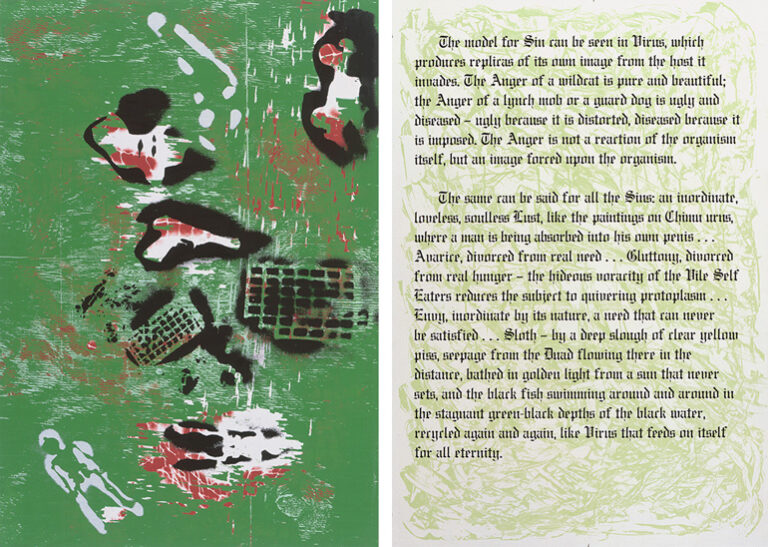 The model for Sin can be seen in Virus, which
produces replicas of its own image from the host it
invades. The Anger of a wildcat is pure and beautiful;
the Anger of a lynch mob or a guard dog is ugly and
diseased – ugly because it is distorted, diseased because it
is imposed. The Anger is not a reaction of the organism
itself, but an image forced upon the organism.
The same can be said for all the Sins: an inordinate,
loveless, soulless Lust, like the paintings on Chimu urns,
where a man is being absorbed into his own penis . . .
Avarice, divorced from real need . . . Gluttony, divorced
from real hunger – the hideous voracity of the Vile Self
Eaters reduces the subject to quivering protoplasm . . .
Envy, inordinate by its nature, a need that can never
be satisfied . . . Sloth – by a deep slough of clear yellow
piss, seepage from the Duad flowing there in the
distance, bathed in golden light from a sun that never
sets, and the black fish swimming around and around in
the stagnant green-black depths of the black water,
recycled again and again, like Virus that feeds on itself
for all eternity.